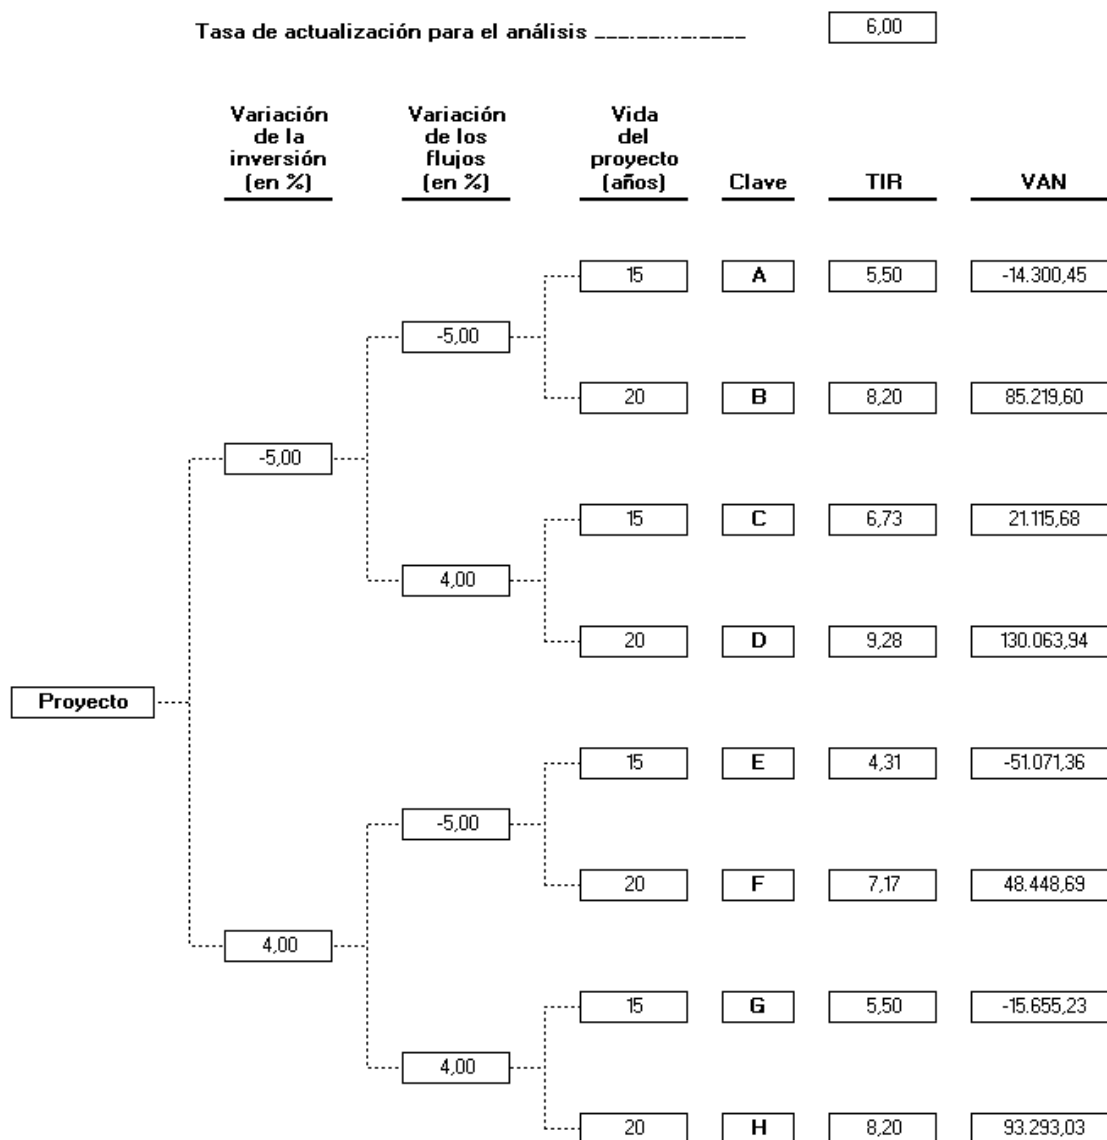 Tasa de actualización para el análisis 6,00
Variación de la inversión (en %)
Variación de los flujos (en %)
Vida del proyecto (años)
Clave
TIR
VAN
15 A 5,50 -14.300,45
-5,00
20 B 8,20 85.219,60
-5,00
15 C 6,73 21.115,68
4,00
20 D 9,28 130.063,94
Proyecto
15 E 4,31 -51.071,36
-5,00
20 F 7,17 48.448,69
4,00
15 G 5,50 -15.655,23
4,00
20 H 8,20 93.293,03